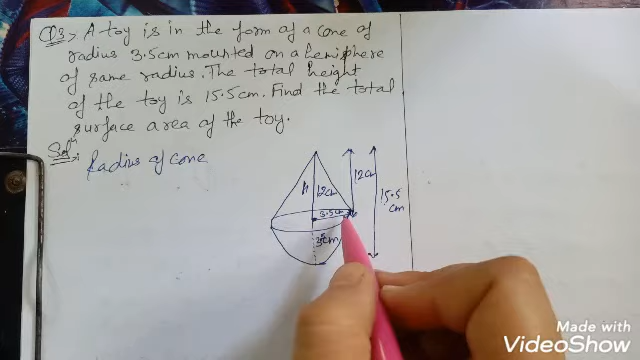 Q3:→ A toy is in the form of a cone of
radius 3.5cm mounted on a hemisphere
of same radius. The total height
of the toy is 15.5cm. Find the total
surface area of the toy.
Solⁿ:
Radius of cone
12cm
12cm
15.5
cm
3.5cm
Made with
VideoShow